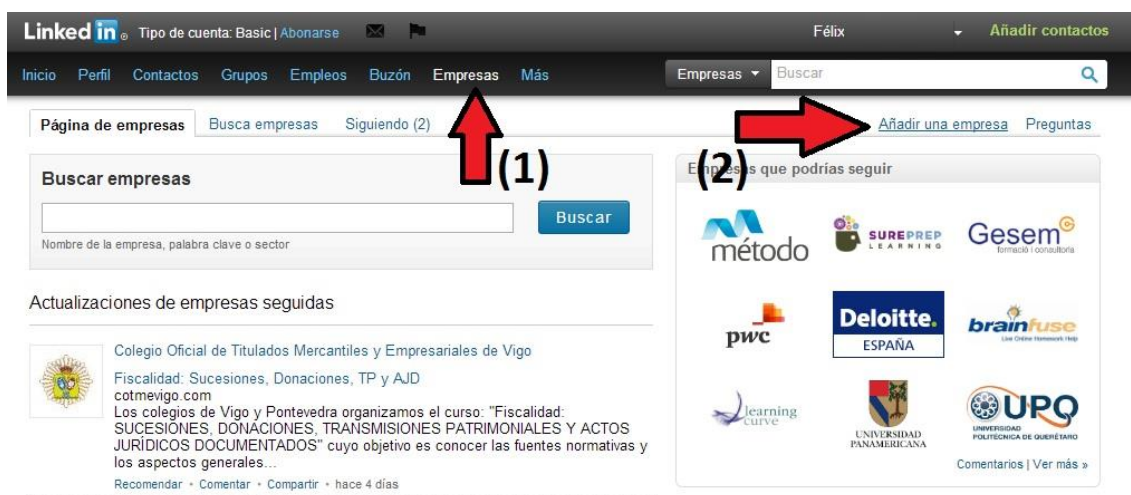 Linked in ® Tipo de cuenta: Basic | Abonarse Félix Añadir contactos
Inicio Perfil Contactos Grupos Empleos Buzón Empresas Más Empresas Buscar
Página de empresas Busca empresas Siguiendo (2) Añadir una empresa Preguntas
(1) (2)
Buscar empresas
Buscar
Nombre de la empresa, palabra clave o sector
Actualizaciones de empresas seguidas
Colegio Oficial de Titulados Mercantiles y Empresariales de Vigo
Fiscalidad: Sucesiones, Donaciones, TP y AJD
cotmevigo.com
Los colegios de Vigo y Pontevedra organizamos el curso: "Fiscalidad:
SUCESIONES, DONACIONES, TRANSMISIONES PATRIMONIALES Y ACTOS
JURÍDICOS DOCUMENTADOS" cuyo objetivo es conocer las fuentes normativas y
los aspectos generales...
Recomendar • Comentar • Compartir • hace 4 días
Empresas que podrías seguir
método
SUREPREP
LEARNING
Gesem
formació i consultoria
pwc
Deloitte.
ESPAÑA
brainfuse
Live Online Homework Help
learning
curve
UNIVERSIDAD
PANAMERICANA
UPQ
UNIVERSIDAD
POLITÉCNICA DE QUERÉTARO
Comentarios | Ver más »